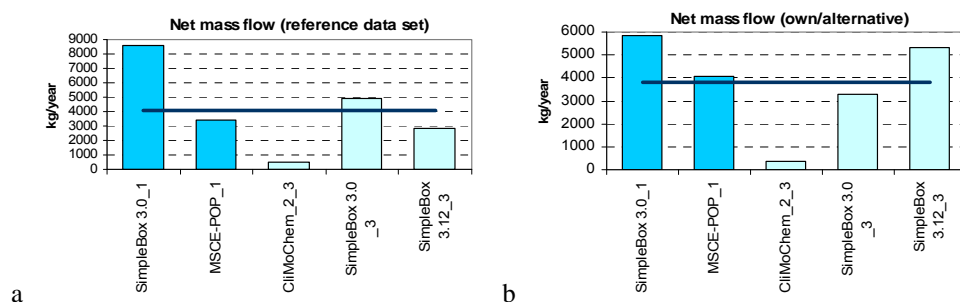 Net mass flow (reference data set)
kg/year
9000
8000
7000
6000
5000
4000
3000
2000
1000
0
SimpleBox 3.0_1
MSCE-POP_1
CliMoChem_2_3
SimpleBox 3.0
_3
SimpleBox
3.12_3
a
Net mass flow (own/alternative)
kg/year
6000
5000
4000
3000
2000
1000
0
SimpleBox 3.0_1
MSCE-POP_1
CliMoChem_2_3
SimpleBox 3.0
_3
SimpleBox
3.12_3
b